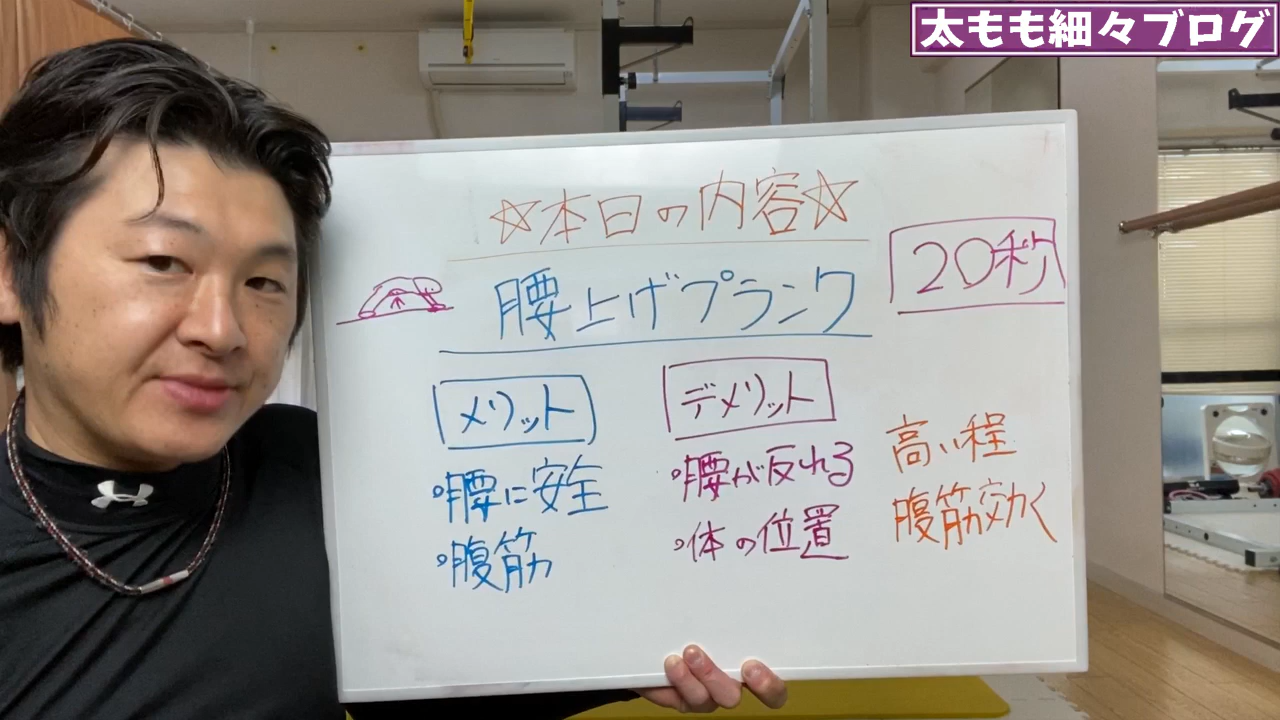 太もも細々ブログ
☆本日の内容☆
20秒
腰上げプランク
メリット
デメリット
・腰に安全
・腹筋
・腰が反れる
・体の位置
高い程
腹筋効く